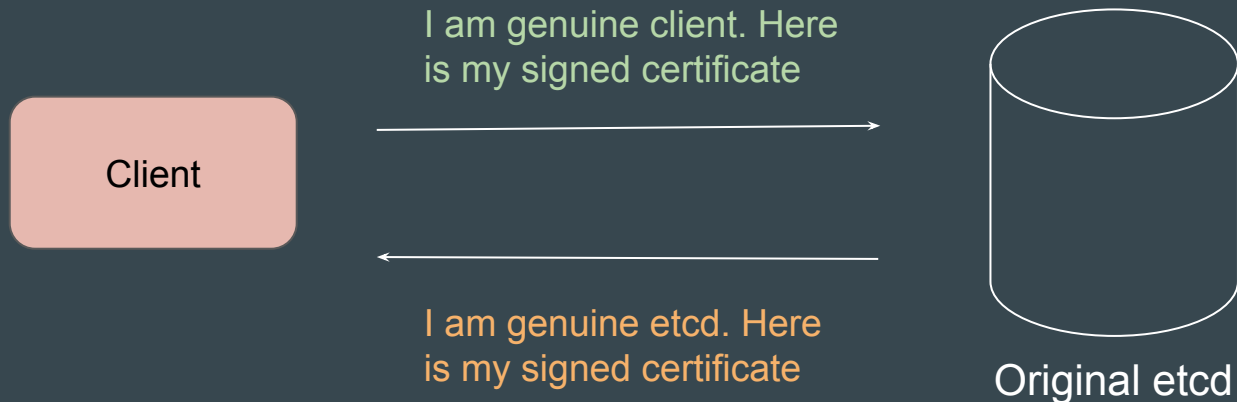 I am genuine client. Here
is my signed certificate
Client
I am genuine etcd. Here
is my signed certificate
Original etcd